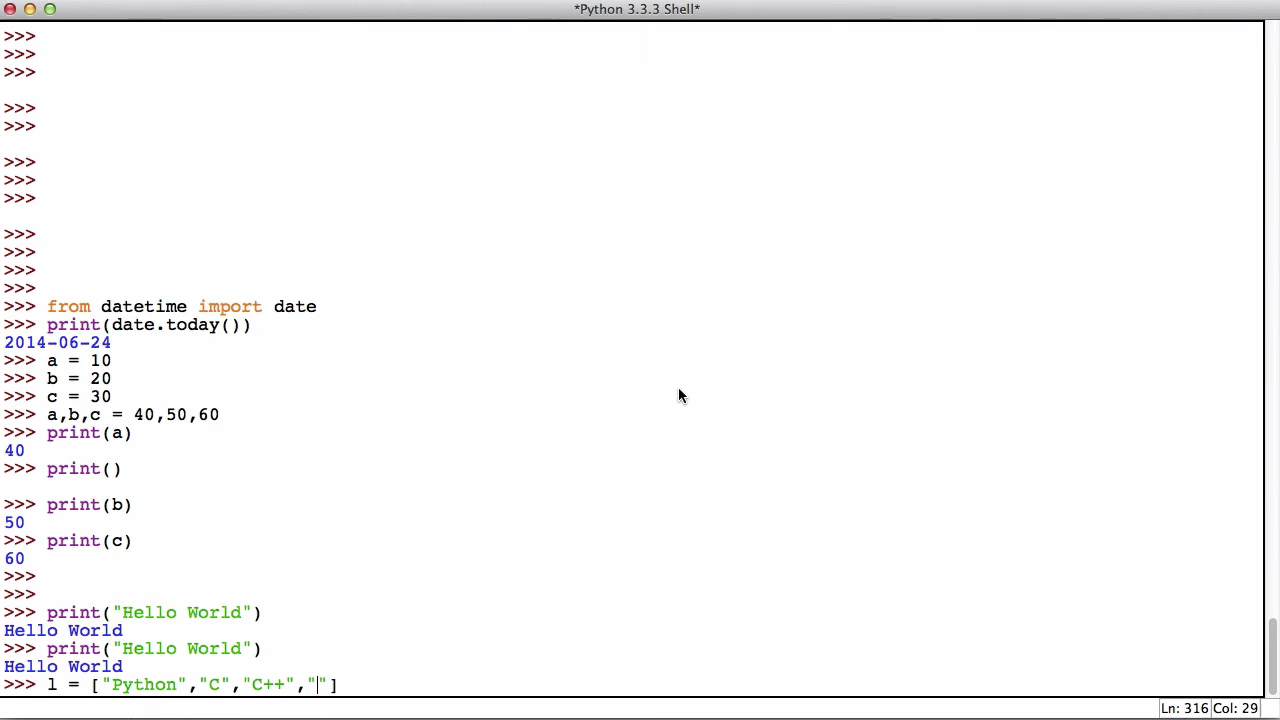 *Python 3.3.3 Shell*
>>>
>>>
>>>
>>>
>>>
>>>
>>>
>>>
>>>
>>>
>>>
>>>
>>> from datetime import date
>>> print(date.today())
2014-06-24
>>> a = 10
>>> b = 20
>>> c = 30
>>> a,b,c = 40,50,60
>>> print(a)
40
>>> print()
>>> print(b)
50
>>> print(c)
60
>>>
>>>
>>> print("Hello World")
Hello World
>>> print("Hello World")
Hello World
>>> l = ["Python","C","C++",""]
Ln: 316 Col: 29